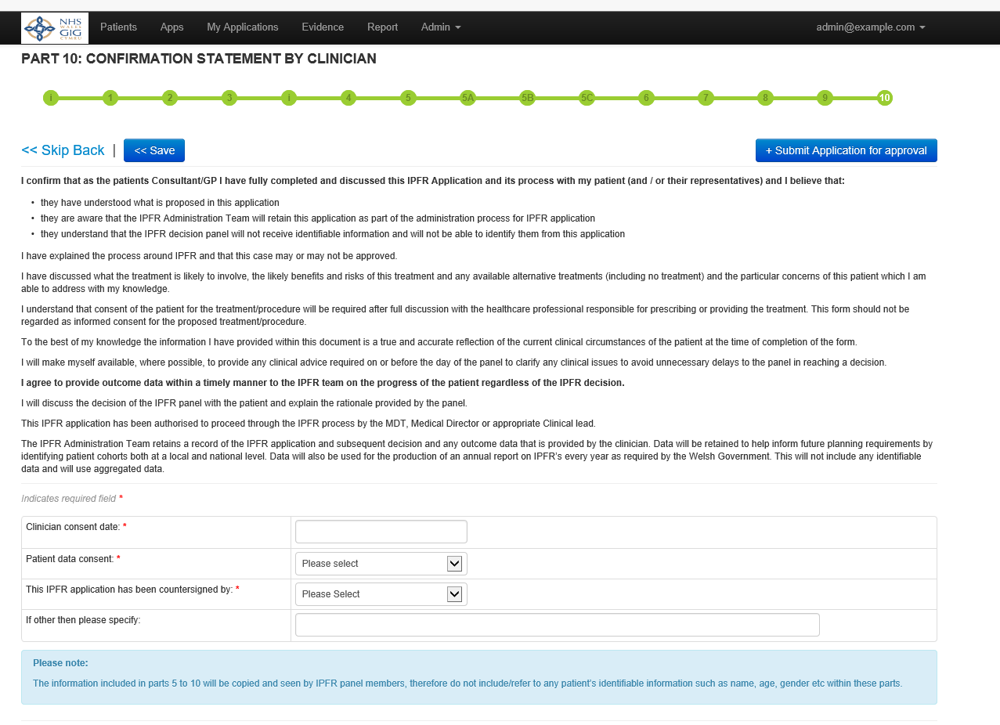 NHS
WALES
GIG
CYMRU
Patients
Apps
My Applications
Evidence
Report
Admin
admin@example.com
PART 10: CONFIRMATION STATEMENT BY CLINICIAN
i 1 2 3 i 4 5 5A 5B 5C 6 7 8 9 10
<< Skip Back |
<< Save
+ Submit Application for approval
I confirm that as the patients Consultant/GP I have fully completed and discussed this IPFR Application and its process with my patient (and / or their representatives) and I believe that:
• they have understood what is proposed in this application
• they are aware that the IPFR Administration Team will retain this application as part of the administration process for IPFR application
• they understand that the IPFR decision panel will not receive identifiable information and will not be able to identify them from this application
I have explained the process around IPFR and that this case may or may not be approved.
I have discussed what the treatment is likely to involve, the likely benefits and risks of this treatment and any available alternative treatments (including no treatment) and the particular concerns of this patient which I am
able to address with my knowledge.
I understand that consent of the patient for the treatment/procedure will be required after full discussion with the healthcare professional responsible for prescribing or providing the treatment. This form should not be
regarded as informed consent for the proposed treatment/procedure.
To the best of my knowledge the information I have provided within this document is a true and accurate reflection of the current clinical circumstances of the patient at the time of completion of the form.
I will make myself available, where possible, to provide any clinical advice required on or before the day of the panel to clarify any clinical issues to avoid unnecessary delays to the panel in reaching a decision.
I agree to provide outcome data within a timely manner to the IPFR team on the progress of the patient regardless of the IPFR decision.
I will discuss the decision of the IPFR panel with the patient and explain the rationale provided by the panel.
This IPFR application has been authorised to proceed through the IPFR process by the MDT, Medical Director or appropriate Clinical lead.
The IPFR Administration Team retains a record of the IPFR application and subsequent decision and any outcome data that is provided by the clinician. Data will be retained to help inform future planning requirements by
identifying patient cohorts both at a local and national level. Data will also be used for the production of an annual report on IPFR's every year as required by the Welsh Government. This will not include any identifiable
data and will use aggregated data.
Indicates required field *
Clinician consent date: *
Patient data consent: *
Please select
This IPFR application has been countersigned by: *
Please Select
If other then please specify:
Please note:
The information included in parts 5 to 10 will be copied and seen by IPFR panel members, therefore do not include/refer to any patient's identifiable information such as name, age, gender etc within these parts.